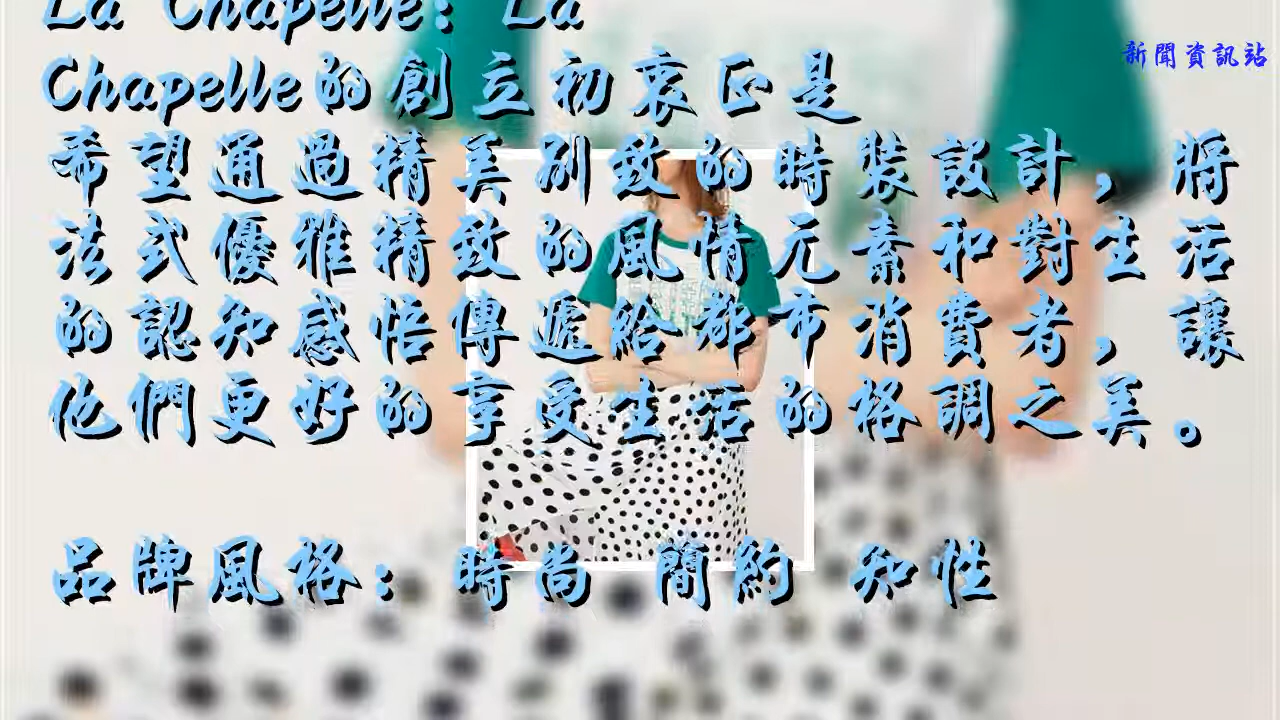 La Chapelle：La
新聞資訊站
Chapelle的創立初衷正是
希望通過精美別致的時裝設計，將
法式優雅精致的風情元素和對生活
的認知感悟傳遞給都市消費者，讓
他們更好的享受生活的格調之美。
品牌風格：時尚 簡約 知性